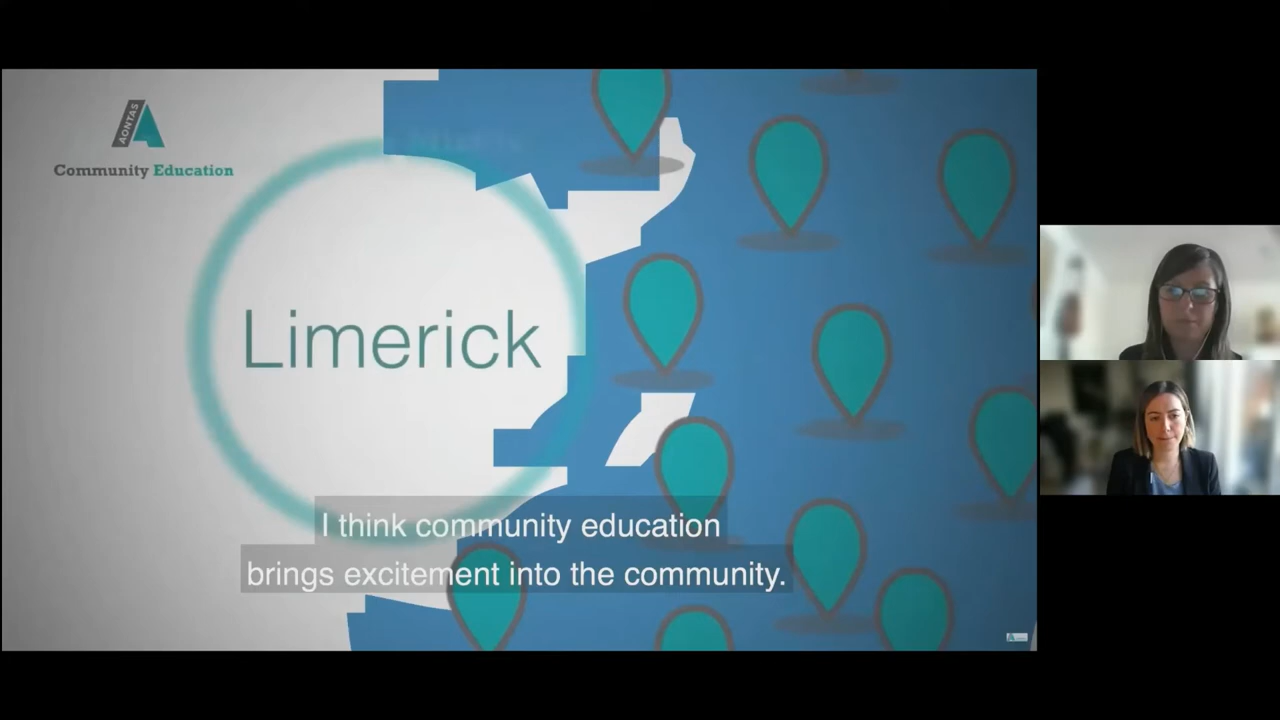 AONTAS
Community Education
Limerick
I think community education
brings excitement into the community.